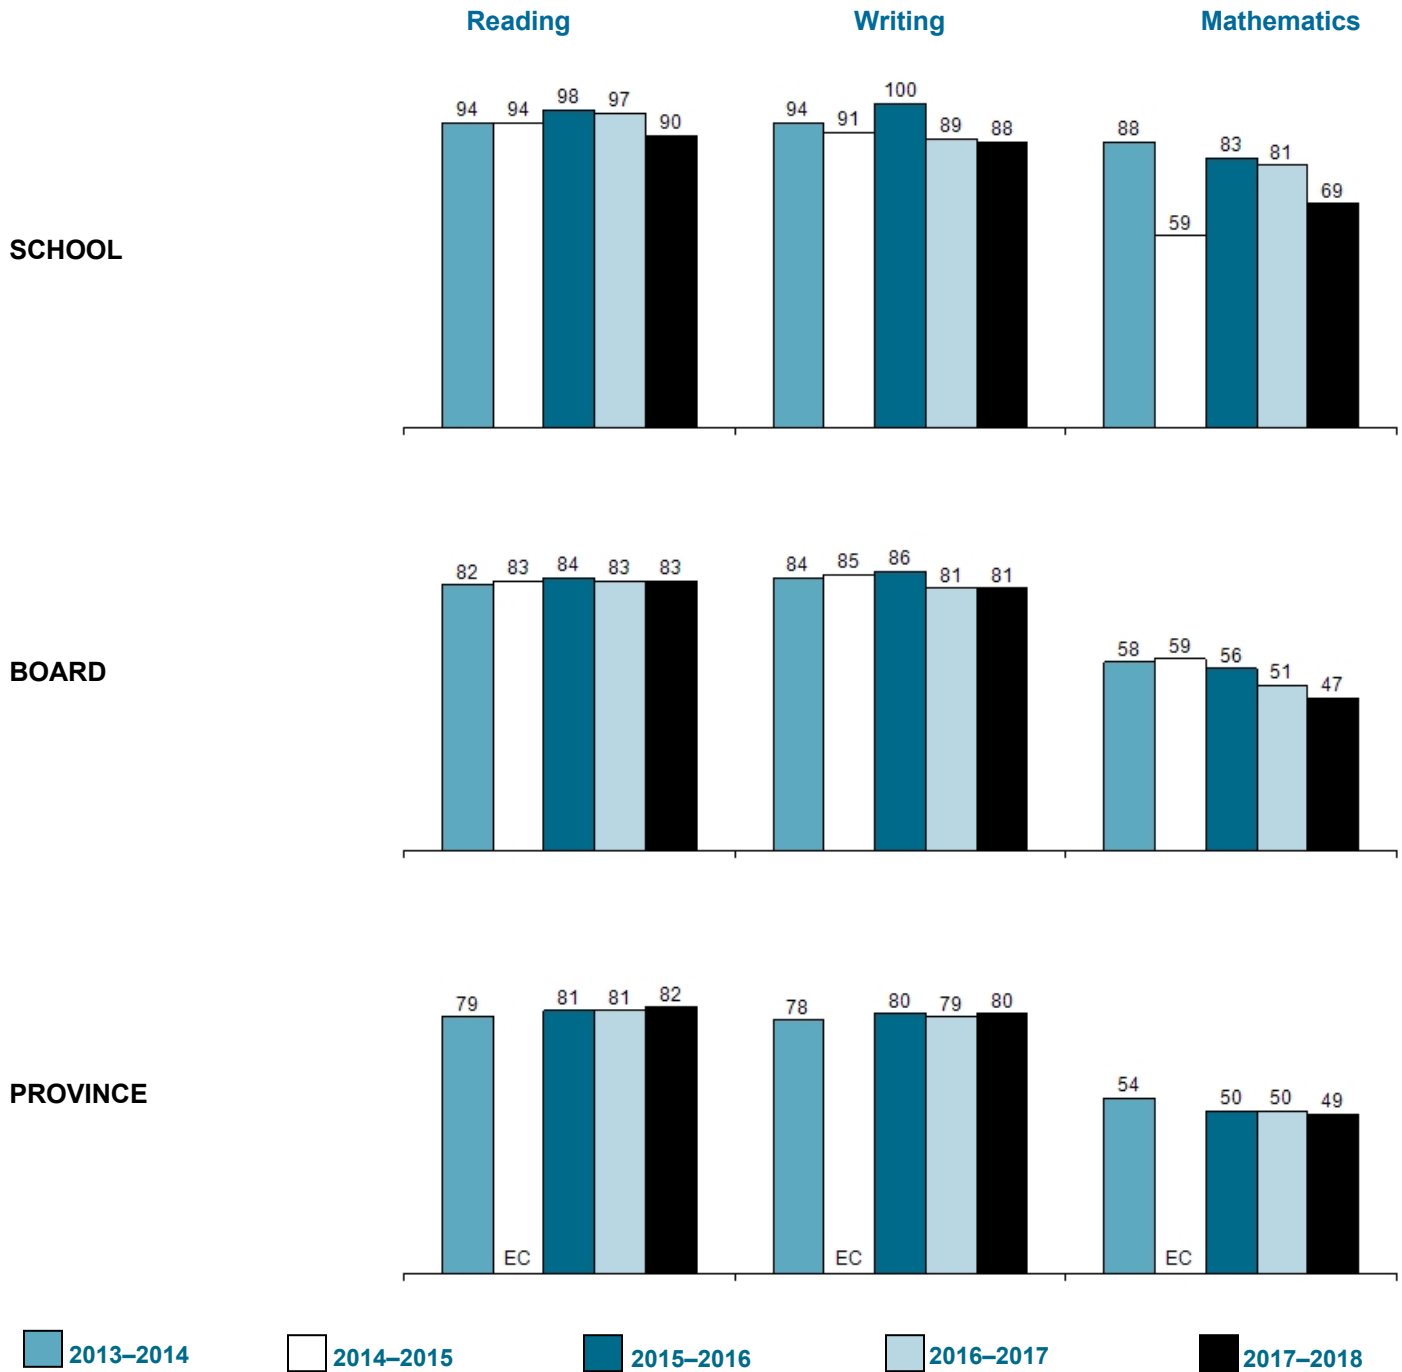 Reading Writing Mathematics
94 94 98 97 90 94 91 100 89 88 88 59 83 81 69
SCHOOL
82 83 84 83 83 84 85 86 81 81 58 59 56 51 47
BOARD
79 EC 81 81 82 78 EC 80 79 80 54 EC 50 50 49
PROVINCE
2013–2014 2014–2015 2015–2016 2016–2017 2017–2018